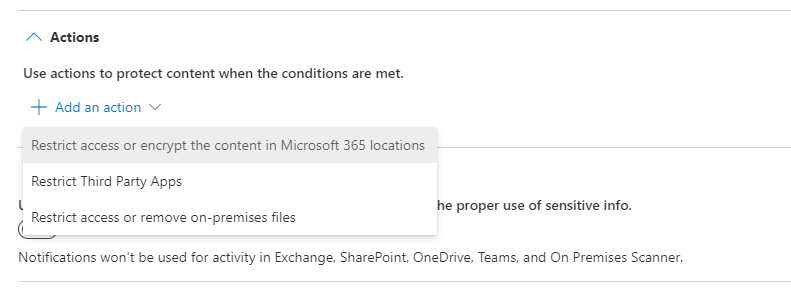 Actions
Use actions to protect content when the conditions are met.
Add an action
Restrict access or encrypt the content in Microsoft 365 locations
Restrict Third Party Apps
he proper use of sensitive info.
Restrict access or remove on-premises files
Notifications won't be used for activity in Exchange, SharePoint, OneDrive, Teams, and On Premises Scanner.